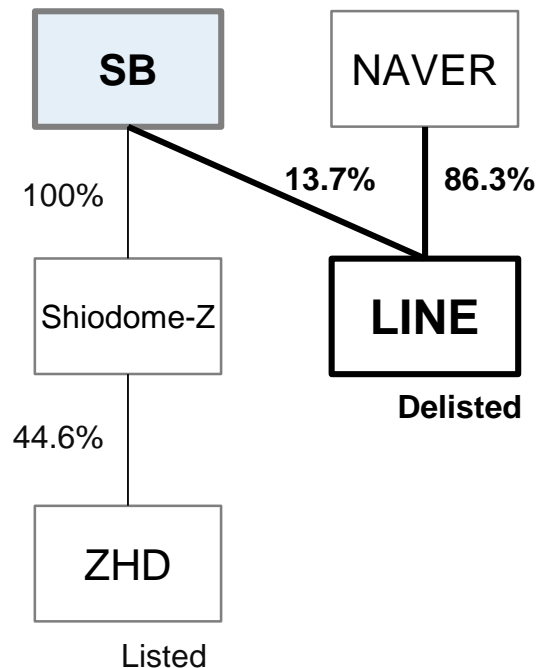 SB
NAVER
13.7%
86.3%
100%
Shiodome-Z
LINE
Delisted
44.6%
ZHD
Listed